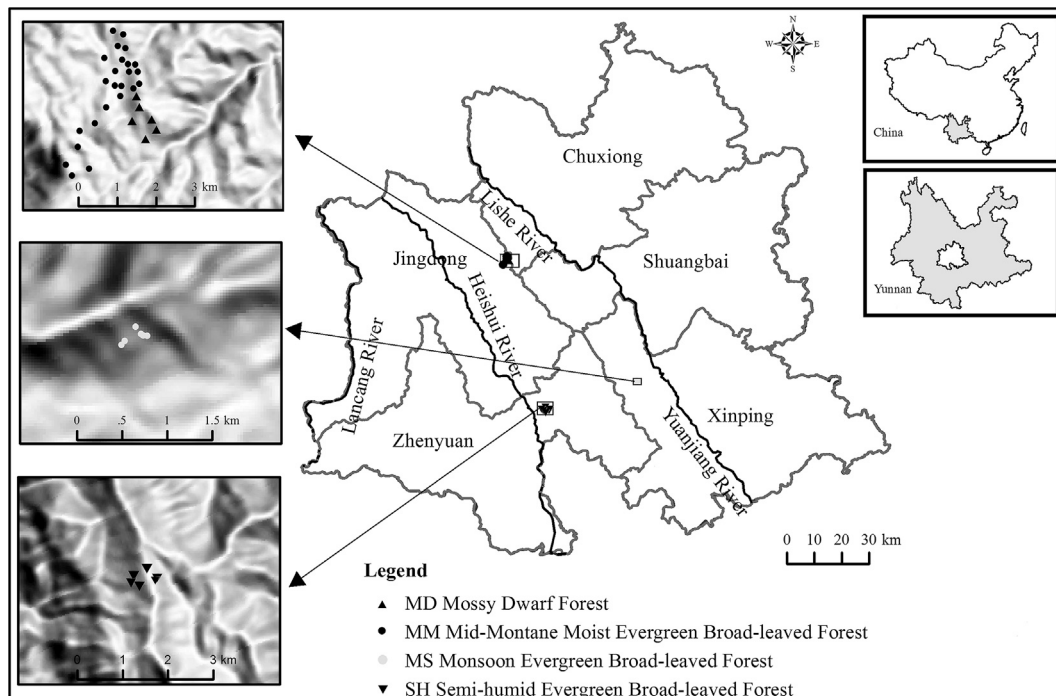 N
W E
S
0 1 2 3 km
0 .5 1 1.5 km
0 1 2 3 km
Chuxiong
Lishe River
Jingdong
Shuangbai
Heishui River
Lancang River
Zhenyuan
Xinping
Yuanjiang River
China
Yunnan
0 10 20 30 km
Legend
MD Mossy Dwarf Forest
MM Mid-Montane Moist Evergreen Broad-leaved Forest
MS Monsoon Evergreen Broad-leaved Forest
SH Semi-humid Evergreen Broad-leaved Forest